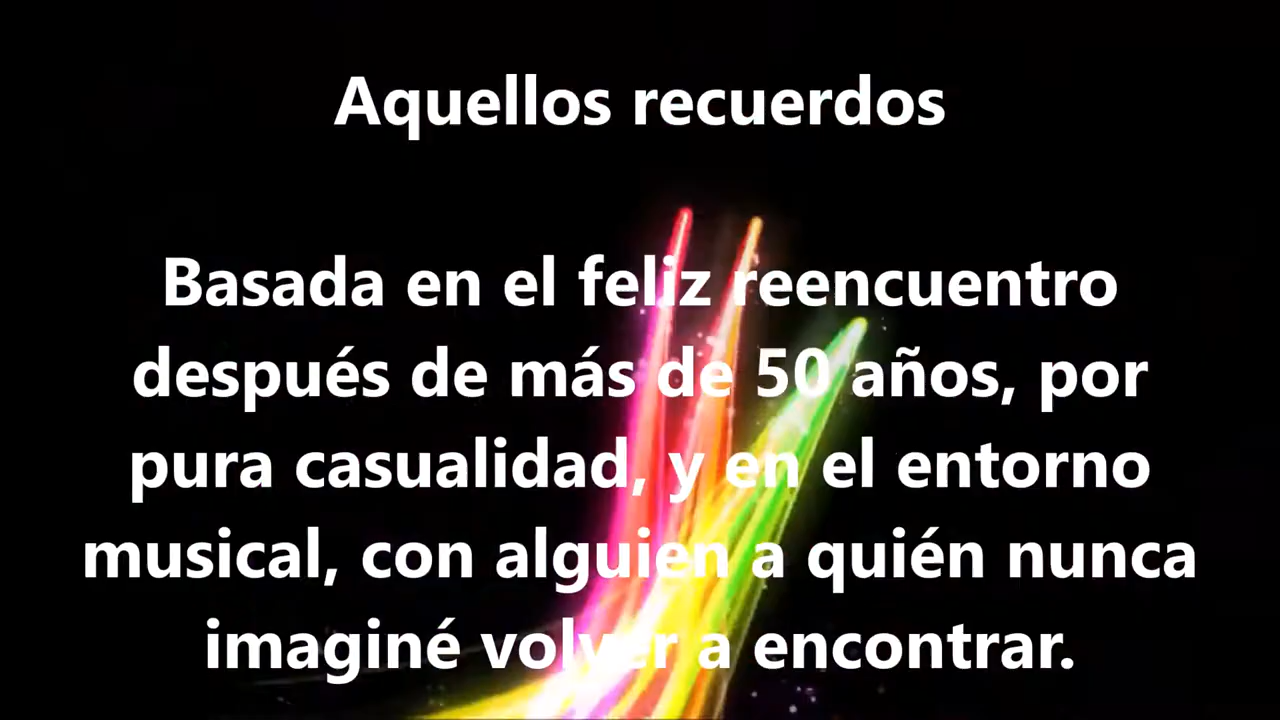 Aquellos recuerdos
Basada en el feliz reencuentro
después de más de 50 años, por
pura casualidad, y en el entorno
musical, con alguien a quién nunca
imaginé volver a encontrar.